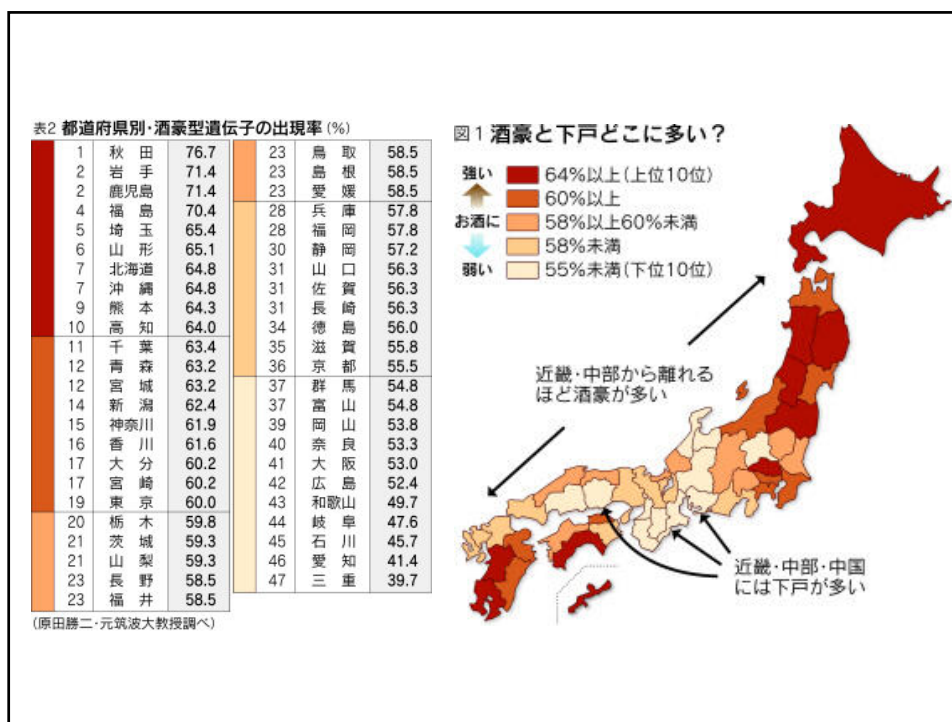 表2 都道府県別・酒豪型遺伝子の出現率(%)
1 秋田 76.7
2 岩手 71.4
2 鹿児島 71.4
4 福島 70.4
5 埼玉 65.4
6 山形 65.1
7 北海道 64.8
7 沖縄 64.8
9 熊本 64.3
10 高知 64.0
11 千葉 63.4
12 青森 63.2
12 宮城 63.2
14 新潟 62.4
15 神奈川 61.9
16 香川 61.6
17 大分 60.2
17 宮崎 60.2
19 東京 60.0
20 栃木 59.8
21 茨城 59.3
21 山梨 59.3
23 長野 58.5
23 福井 58.5
23 鳥取 58.5
23 島根 58.5
23 愛媛 58.5
28 兵庫 57.8
28 福岡 57.8
30 静岡 57.2
31 山口 56.3
31 佐賀 56.3
31 長崎 56.3
34 徳島 56.0
35 滋賀 55.8
36 京都 55.5
37 群馬 54.8
37 富山 54.8
39 岡山 53.8
40 奈良 53.3
41 大阪 53.0
42 広島 52.4
43 和歌山 49.7
44 岐阜 47.6
45 石川 45.7
46 愛知 41.4
47 三重 39.7
(原田勝二・元筑波大教授調べ)
図1 酒豪と下戸どこに多い?
強い
お酒に
弱い
64%以上(上位10位)
60%以上
58%以上60%未満
58%未満
55%未満(下位10位)
近畿・中部から離れる
ほど酒豪が多い
近畿・中部・中国
には下戸が多い